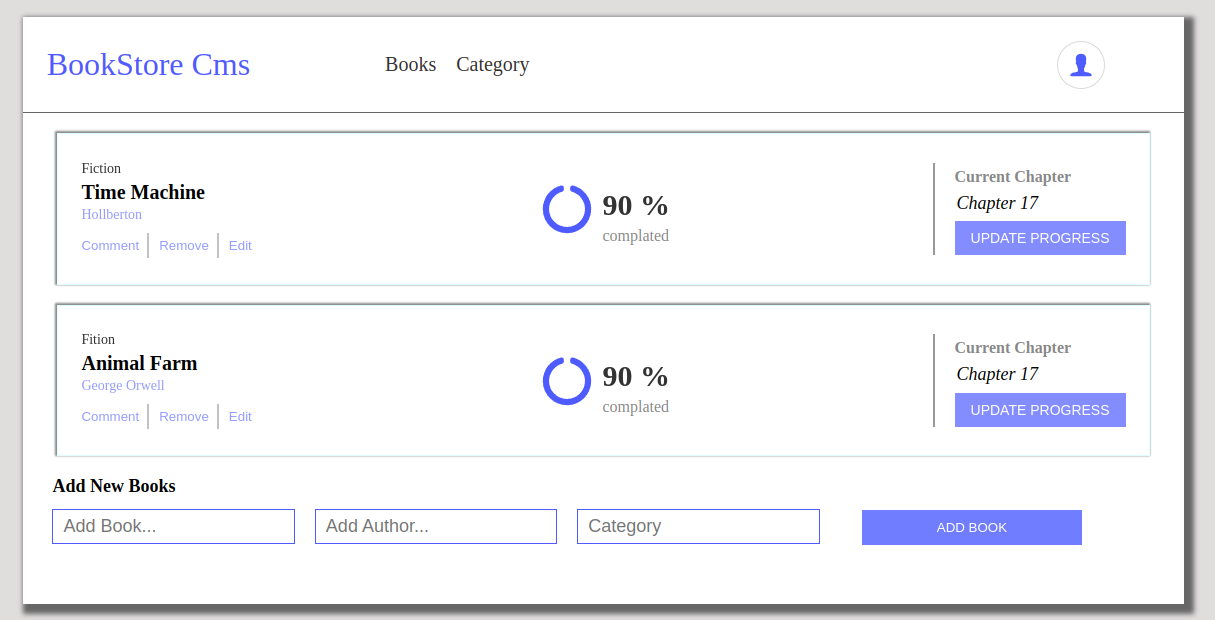 BookStore Cms
Books Category
Fiction
Time Machine
Hollberton
Comment Remove Edit
90 %
complated
Current Chapter
Chapter 17
UPDATE PROGRESS
Fition
Animal Farm
George Orwell
Comment Remove Edit
90 %
complated
Current Chapter
Chapter 17
UPDATE PROGRESS
Add New Books
Add Book... Add Author... Category ADD BOOK